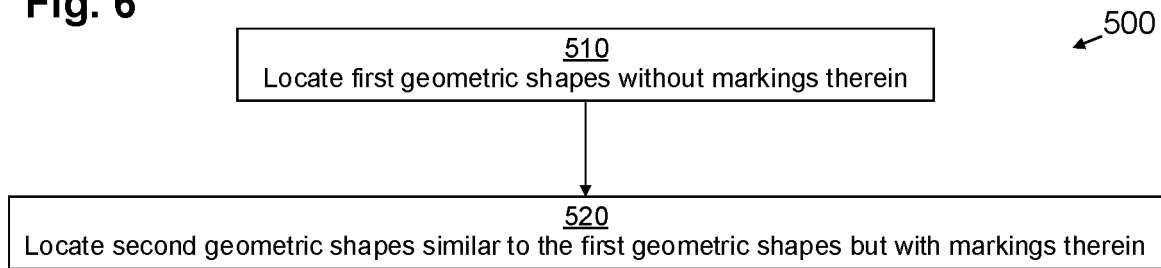 Fig. 6
500
510
Locate first geometric shapes without markings therein
520
Locate second geometric shapes similar to the first geometric shapes but with markings therein